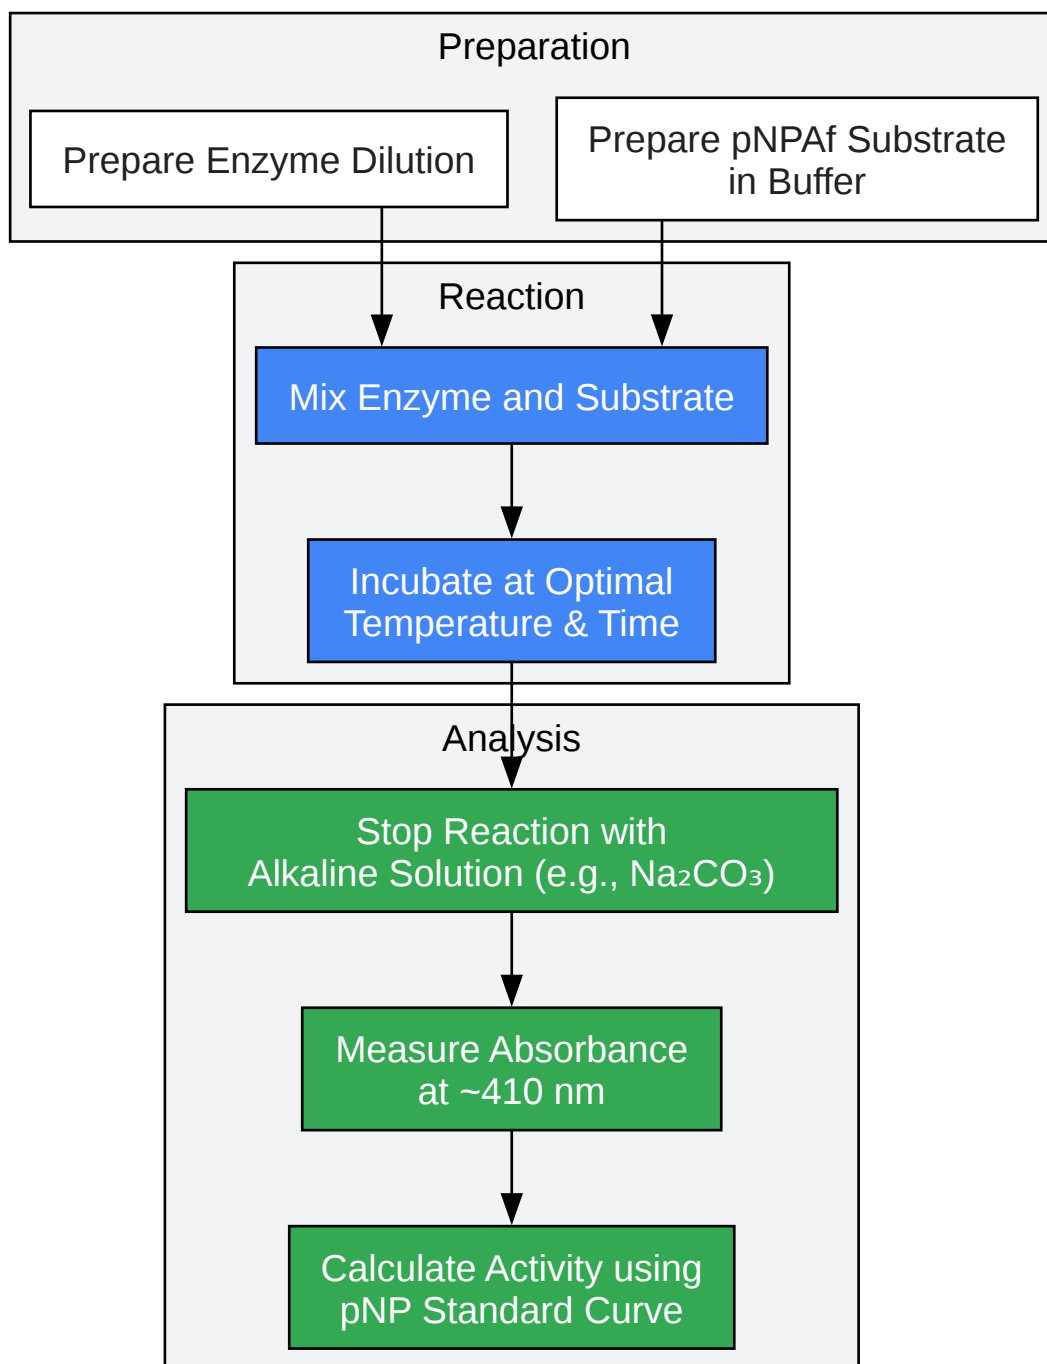 Preparation
Prepare Enzyme Dilution
Prepare pNPAf Substrate
in Buffer
Reaction
Mix Enzyme and Substrate
Incubate at Optimal
Temperature & Time
Analysis
Stop Reaction with
Alkaline Solution (e.g., Na₂CO₃)
Measure Absorbance
at ~410 nm
Calculate Activity using
pNP Standard Curve